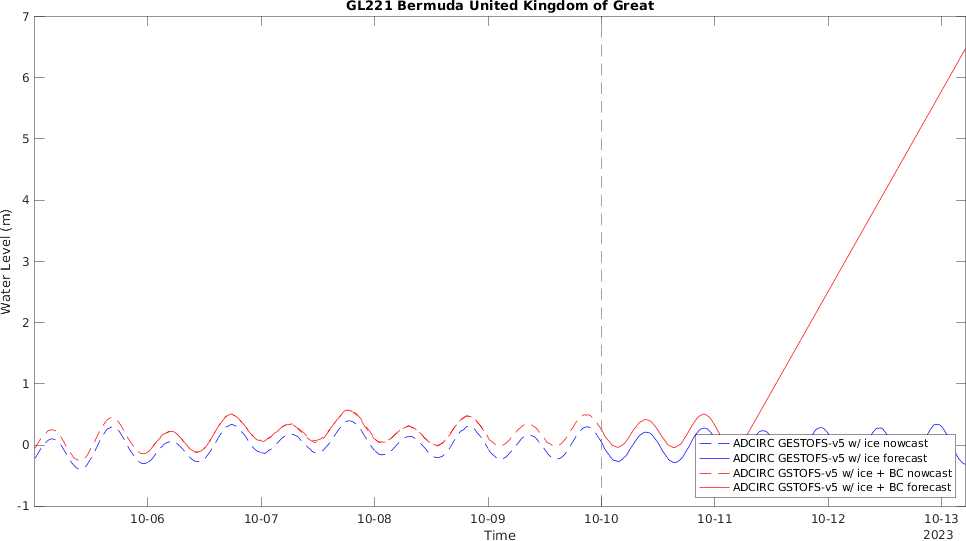 GL221 Bermuda United Kingdom of Great
7
6
5
4
3
2
1
0
-1
Water Level (m)
10-06 10-07 10-08 10-09 10-10 10-11 10-12 10-13
2023
Time
ADCIRC GESTOFS-v5 w/ ice nowcast
ADCIRC GESTOFS-v5 w/ ice forecast
ADCIRC GSTOFS-v5 w/ ice + BC nowcast
ADCIRC GSTOFS-v5 w/ ice + BC forecast